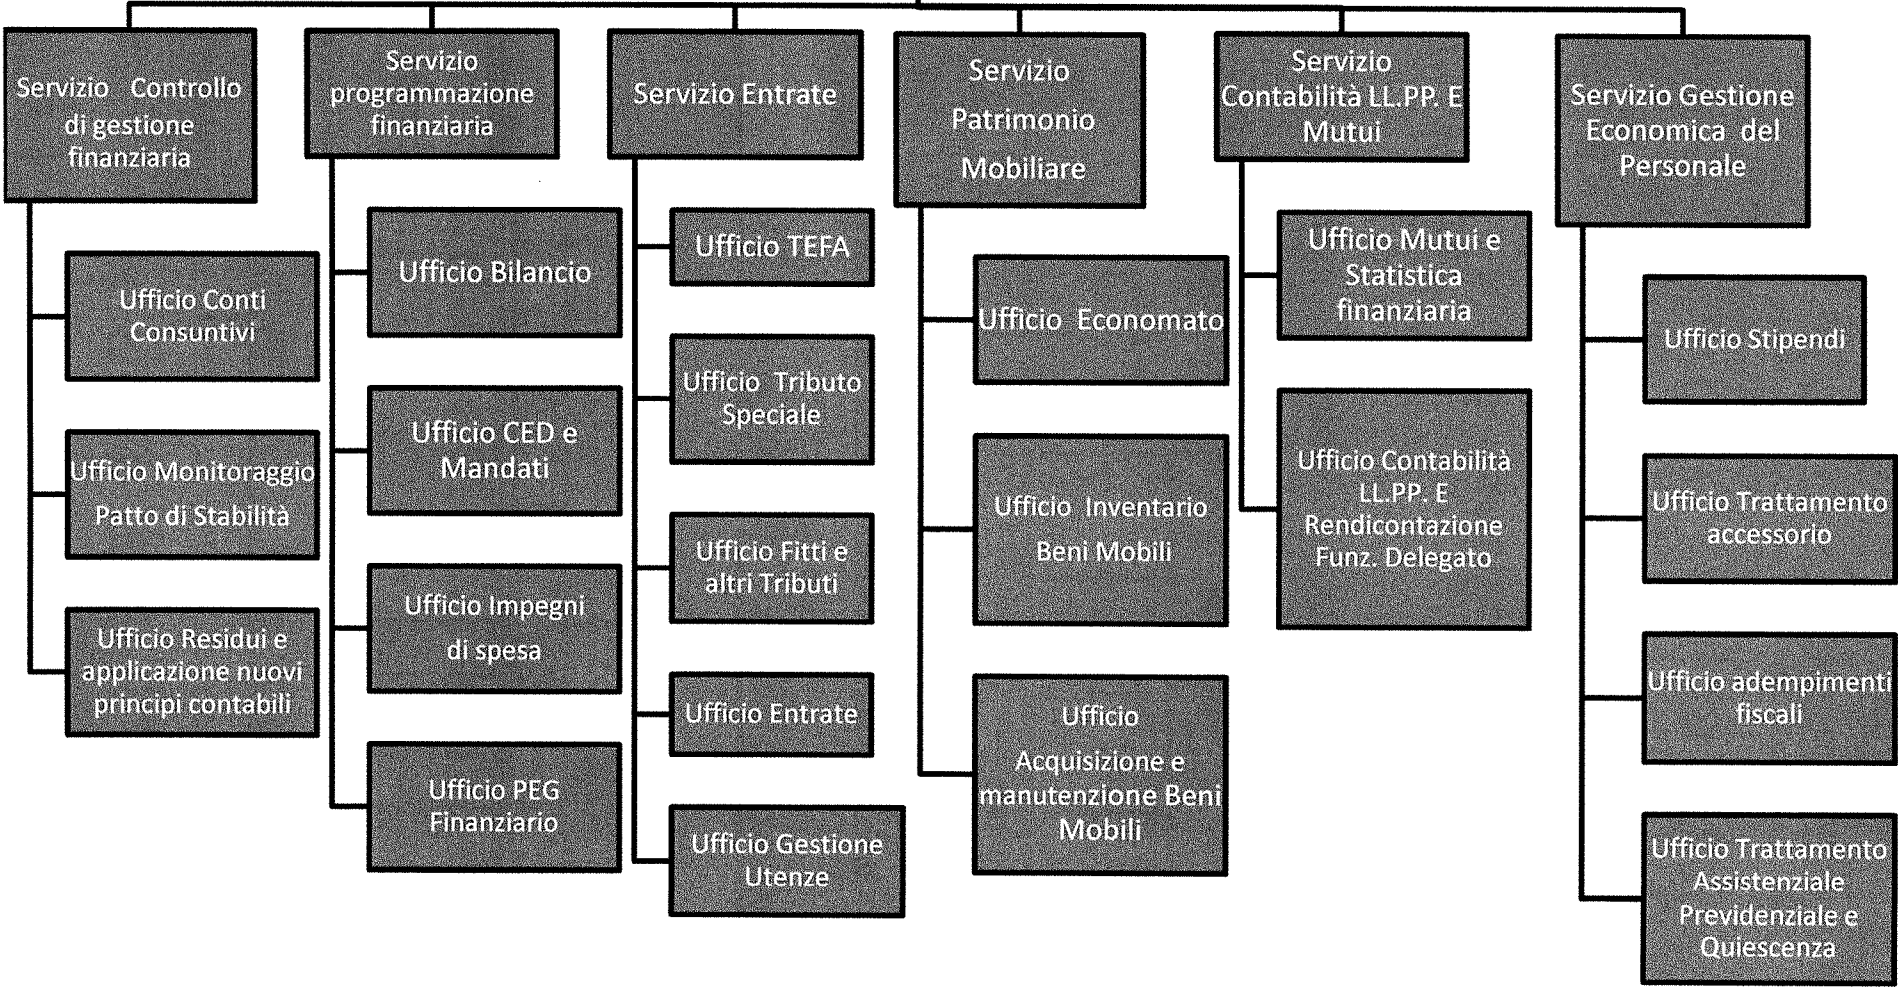 Servizio Controllo
di gestione
finanziaria
Ufficio Conti
Consuntivi
Ufficio Monitoraggio
Patto di Stabilità
Ufficio Residui e
applicazione nuovi
principi contabili
Servizio
programmazione
finanziaria
Ufficio Bilancio
Ufficio CED e
Mandati
Ufficio Impegni
di spesa
Ufficio PEG
Finanziario
Servizio Entrate
Ufficio TEFA
Ufficio Tributo
Speciale
Ufficio Fitti e
altri Tributi
Ufficio Entrate
Ufficio Gestione
Utenze
Servizio
Patrimonio
Mobiliare
Ufficio Economato
Ufficio Inventario
Beni Mobili
Ufficio
Acquisizione e
manutenzione Beni
Mobili
Servizio
Contabilità LL.PP. E
Mutui
Ufficio Mutui e
Statistica
finanziaria
Ufficio Contabilità
LL.PP. E
Rendicontazione
Funz. Delegato
Servizio Gestione
Economica del
Personale
Ufficio Stipendi
Ufficio Trattamento
accessorio
Ufficio adempimenti
fiscali
Ufficio Trattamento
Assistenziale
Previdenziale e
Quiescenza